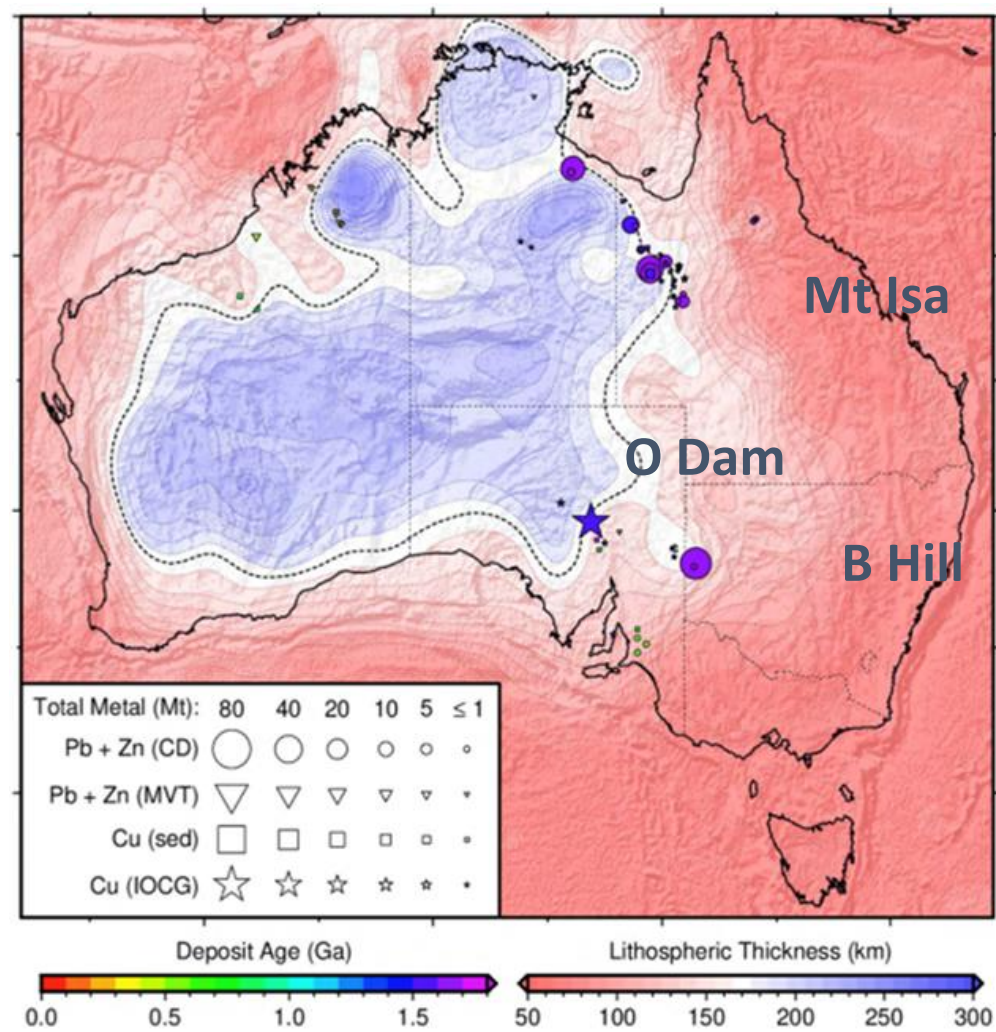 Mt Isa
O Dam
B Hill
Total Metal (Mt): 80 40 20 10 5 ≤ 1
Pb + Zn (CD)
Pb + Zn (MVT)
Cu (sed)
Cu (IOCG)
Deposit Age (Ga) Lithospheric Thickness (km)
0.0 0.5 1.0 1.5 50 100 150 200 250 300